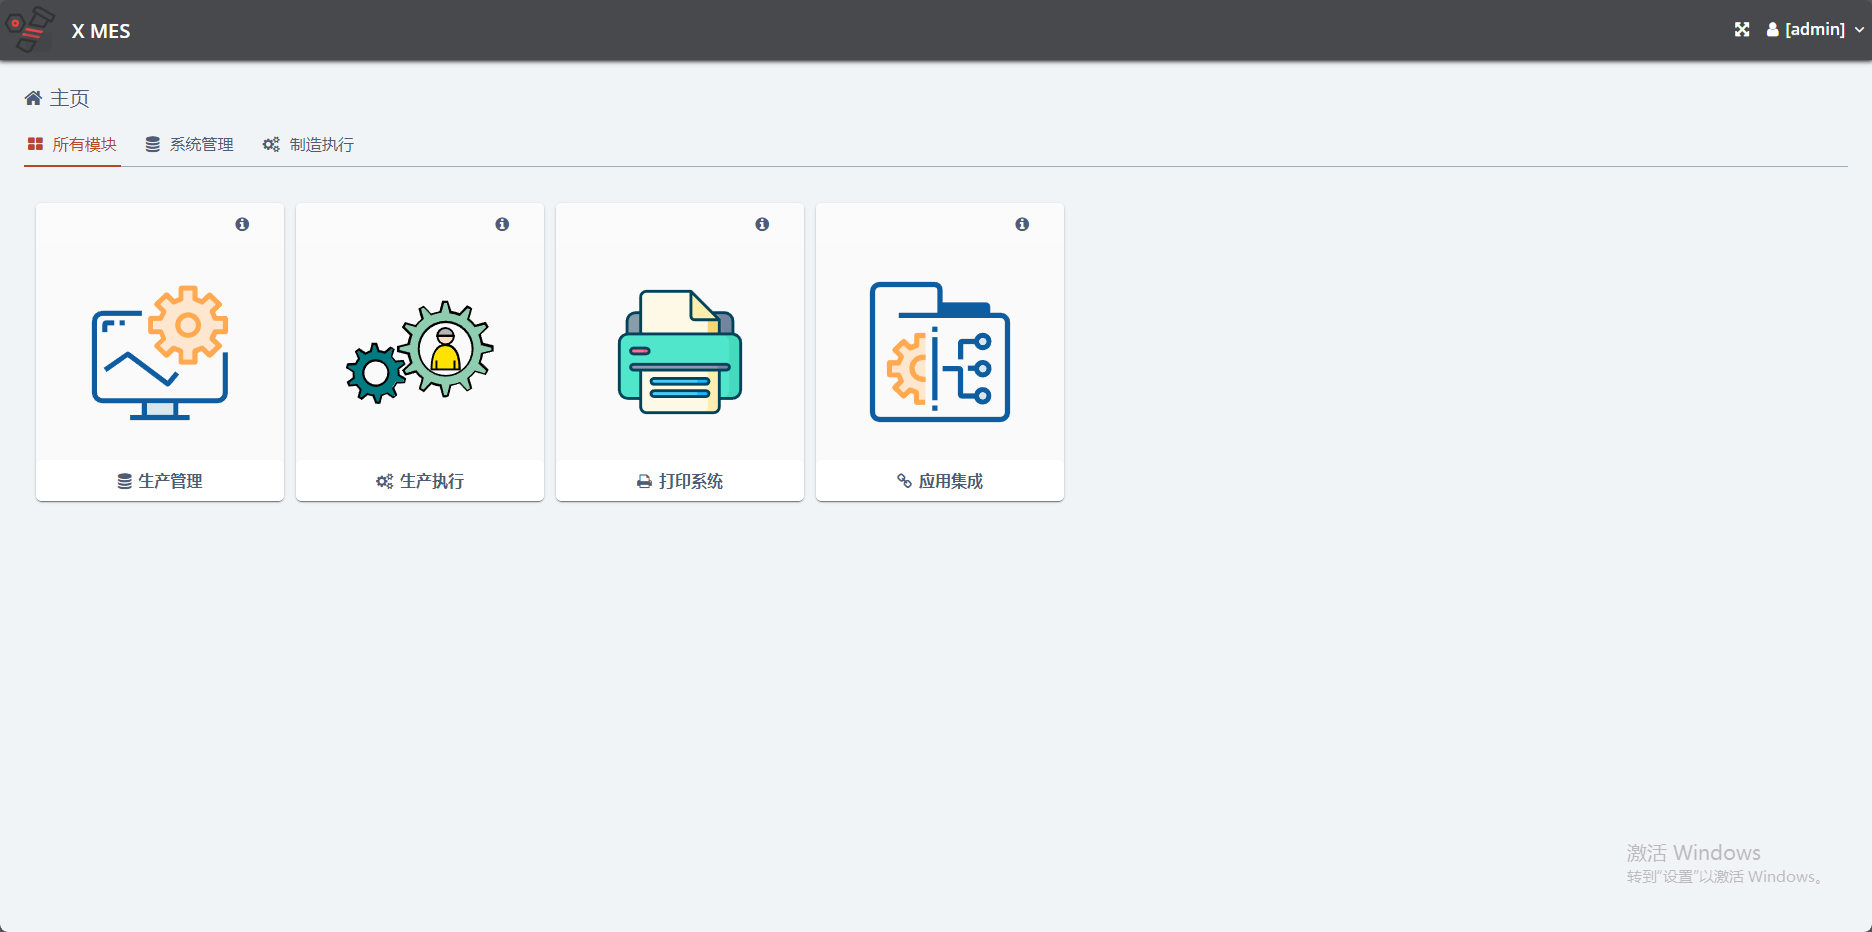 X MES
[admin]
主页
所有模块 系统管理 制造执行
生产管理 生产执行 打印系统 应用集成
激活 Windows
转到"设置"以激活 Windows。